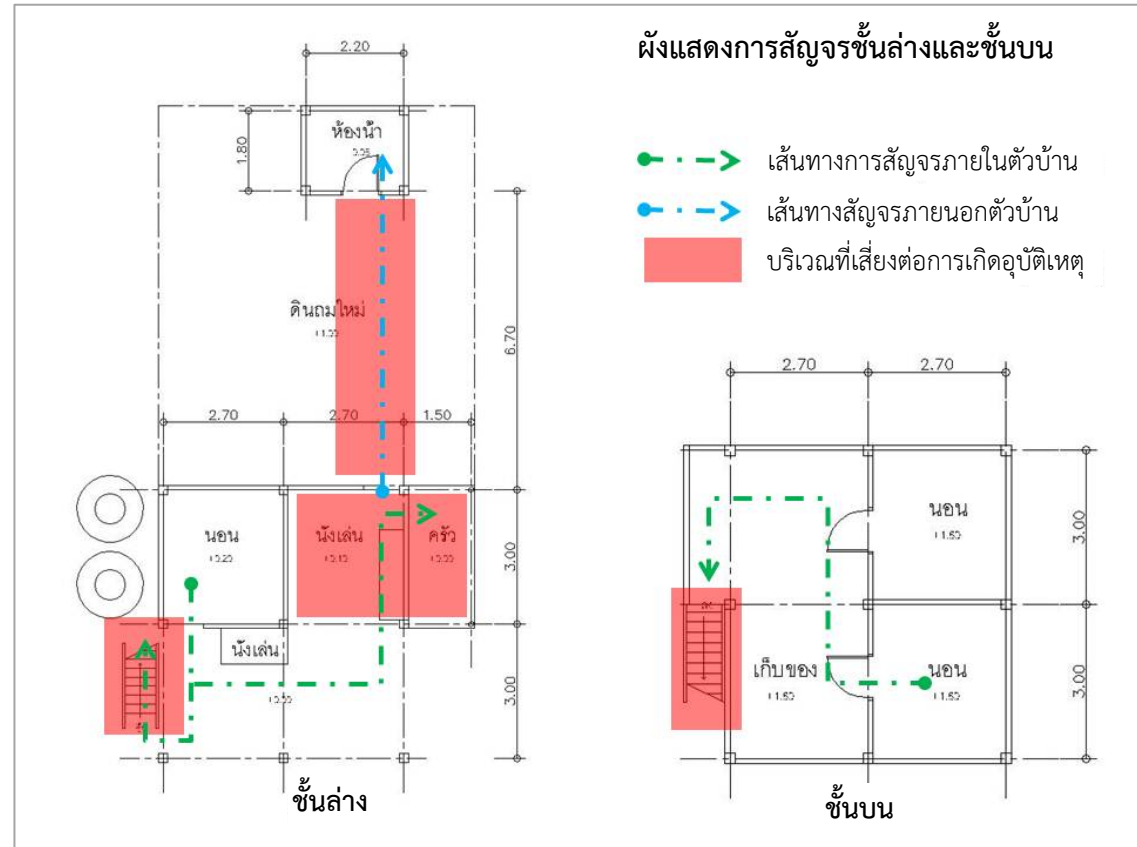 ผังแสดงการสัญจรชั้นล่างและชั้นบน
เส้นทางการสัญจรภายในตัวบ้าน
เส้นทางสัญจรภายนอกตัวบ้าน
บริเวณที่เสี่ยงต่อการเกิดอุบัติเหตุ
2.20
1.80
ห้องน้ำ
ดินถมใหม่
6.70
2.70
2.70
1.50
นอน
นั่งเล่น
ครัว
3.00
นั่งเล่น
3.00
ชั้นล่าง
2.70
2.70
นอน
3.00
เก็บของ
นอน
3.00
ชั้นบน